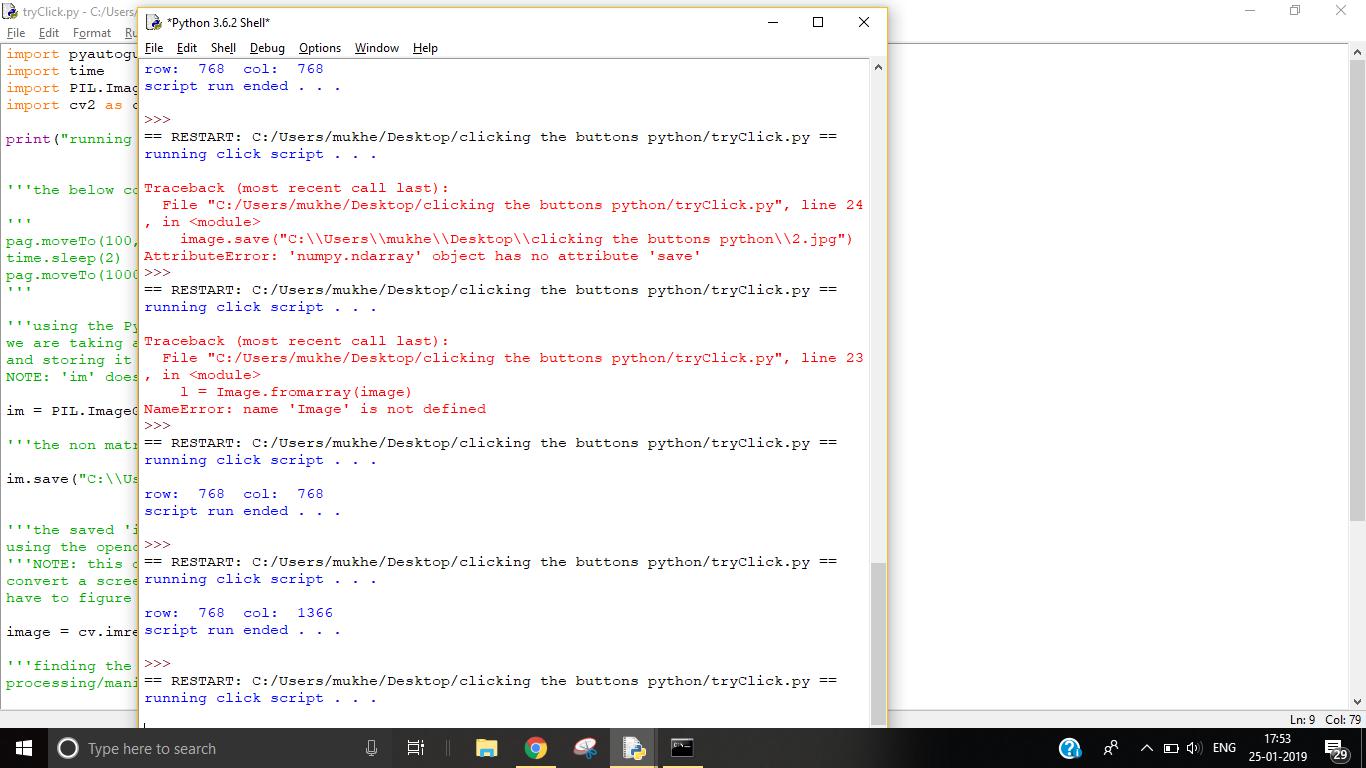 tryClick.py - C:/Users/
File Edit Format Ru
import pyautogu
import time
import PIL.Imag
import cv2 as c
print("running
'''the below co
'''
pag.moveTo(100,
time.sleep(2)
pag.moveTo(1000
'''
'''using the Py
we are taking a
and storing it
NOTE: 'im' does
im = PIL.ImageG
'''the non matr
im.save("C:\\Us
'''the saved 'i
using the openc
'''NOTE: this c
convert a scree
have to figure
image = cv.imre
'''finding the
processing/mani
*Python 3.6.2 Shell*
File Edit Shell Debug Options Window Help
row:  768  col:  768
script run ended . . .
>>>
== RESTART: C:/Users/mukhe/Desktop/clicking the buttons python/tryClick.py ==
running click script . . .
Traceback (most recent call last):
File "C:/Users/mukhe/Desktop/clicking the buttons python/tryClick.py", line 24
, in <module>
image.save("C:\\Users\\mukhe\\Desktop\\clicking the buttons python\\2.jpg")
AttributeError: 'numpy.ndarray' object has no attribute 'save'
>>>
== RESTART: C:/Users/mukhe/Desktop/clicking the buttons python/tryClick.py ==
running click script . . .
Traceback (most recent call last):
File "C:/Users/mukhe/Desktop/clicking the buttons python/tryClick.py", line 23
, in <module>
l = Image.fromarray(image)
NameError: name 'Image' is not defined
>>>
== RESTART: C:/Users/mukhe/Desktop/clicking the buttons python/tryClick.py ==
running click script . . .
row:  768  col:  768
script run ended . . .
>>>
== RESTART: C:/Users/mukhe/Desktop/clicking the buttons python/tryClick.py ==
running click script . . .
row:  768  col:  1366
script run ended . . .
>>>
== RESTART: C:/Users/mukhe/Desktop/clicking the buttons python/tryClick.py ==
running click script . . .
Ln: 9 Col: 79
Type here to search
ENG
17:53
25-01-2019
29